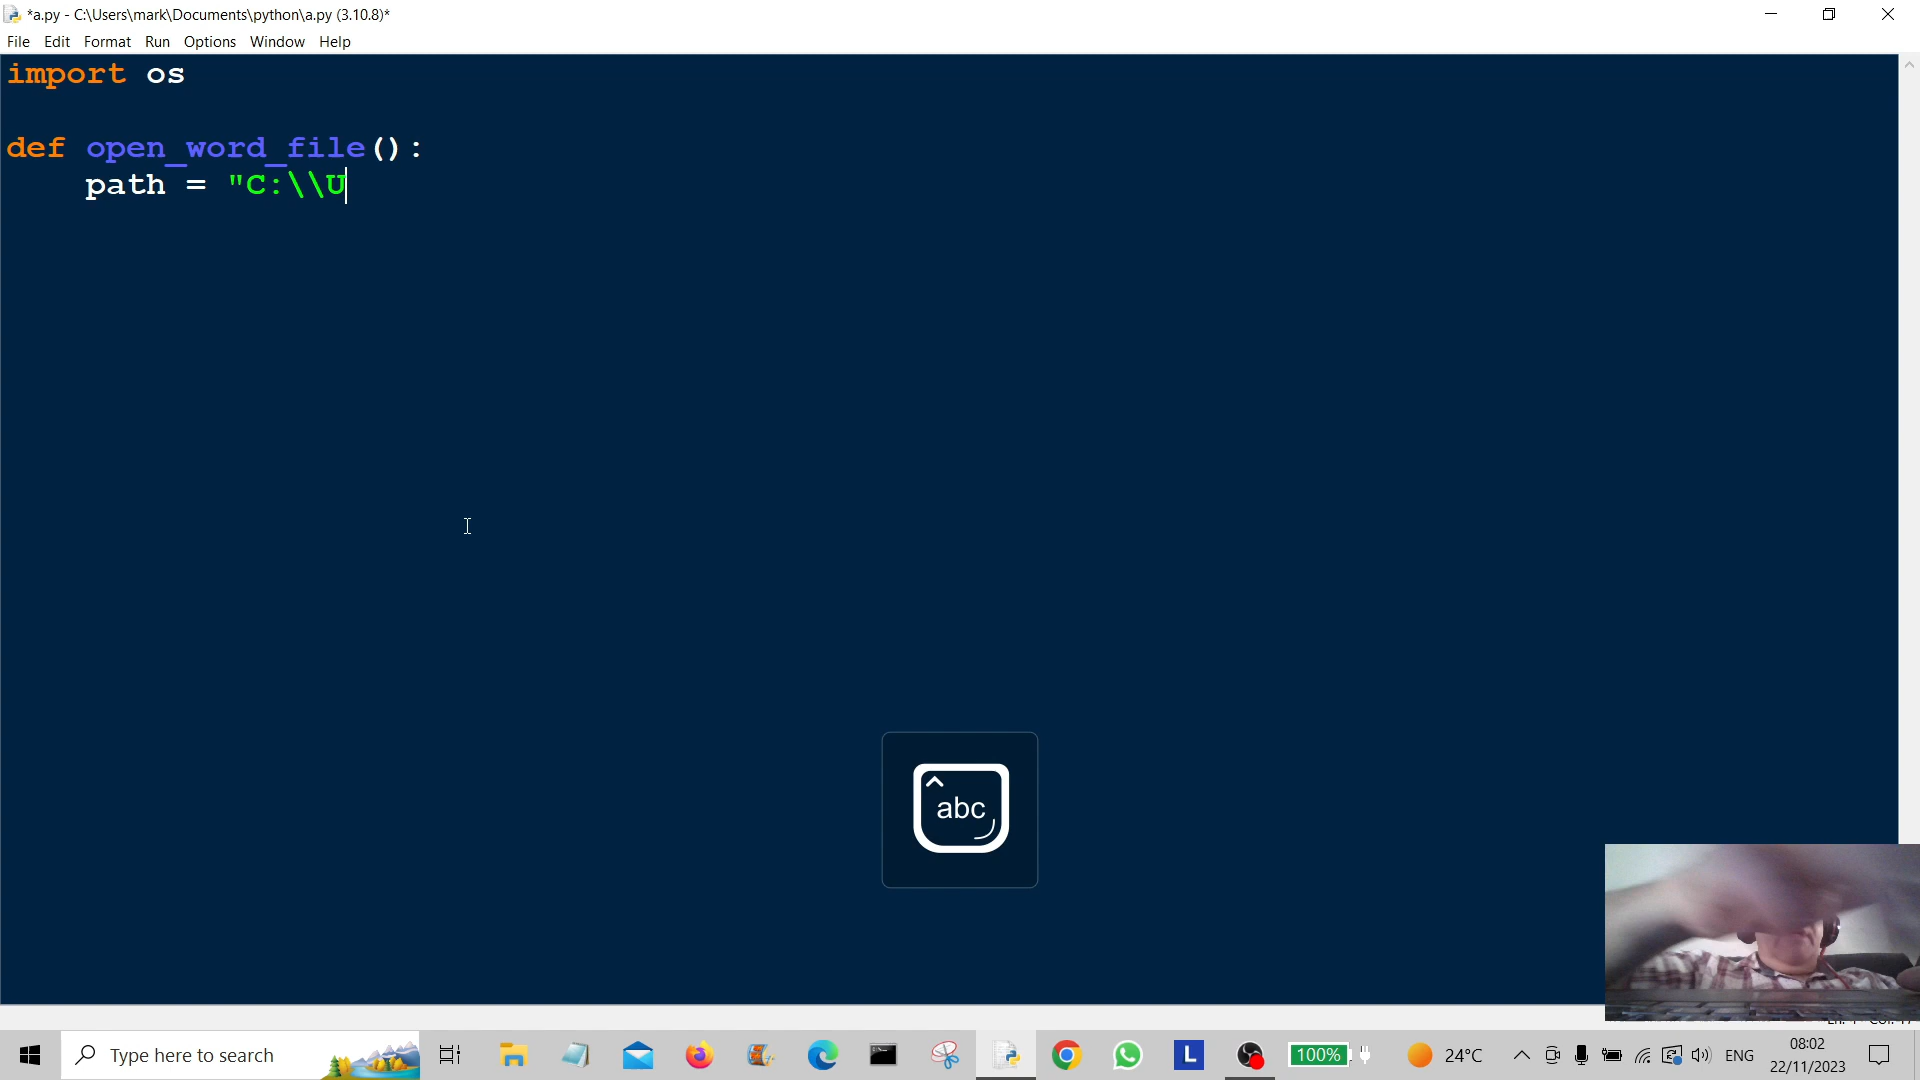 *a.py - C:\Users\mark\Documents\python\a.py (3.10.8)*
File Edit Format Run Options Window Help
import os
def open_word_file():
path = "C:\\U
abc
Type here to search
L
100%
24°C
ENG
08:02
22/11/2023